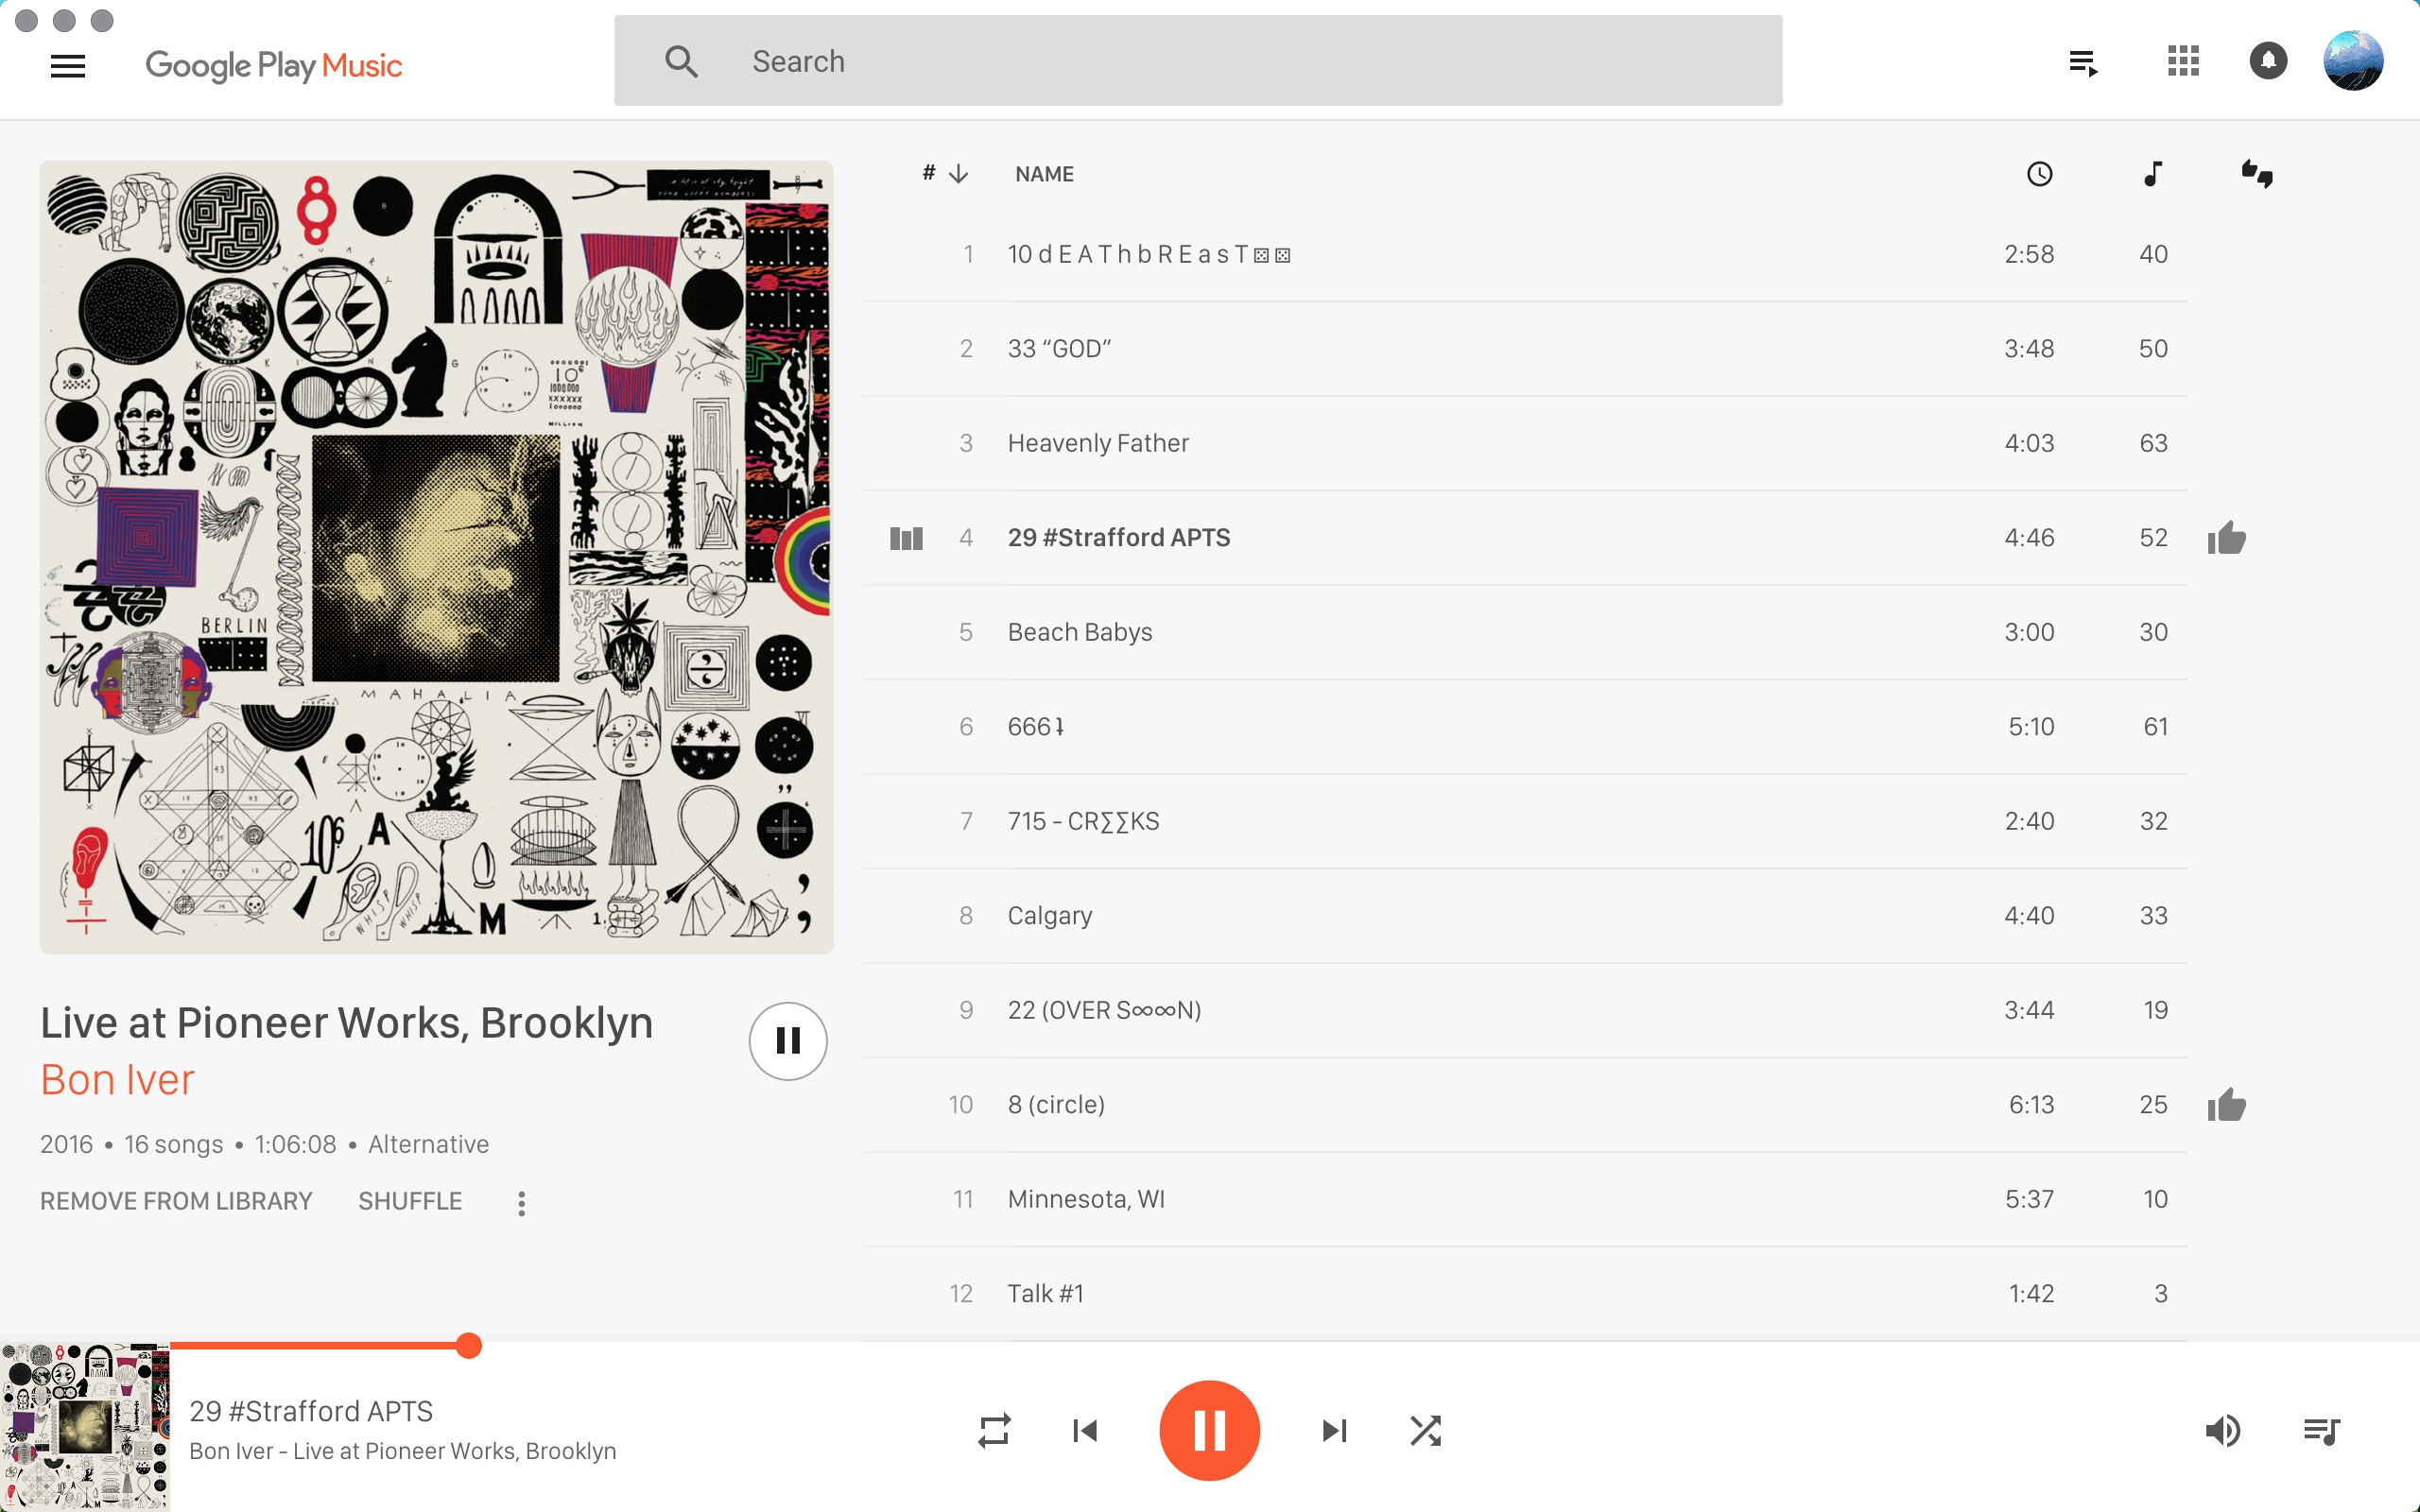 Google Play Music
Search
# NAME
1 10 d E A T h b R E a s T ⚄ ⚄ 2:58 40
2 33 “GOD” 3:48 50
3 Heavenly Father 4:03 63
4 29 #Strafford APTS 4:46 52
5 Beach Babys 3:00 30
6 666 ʇ 5:10 61
7 715 - CR∑∑KS 2:40 32
8 Calgary 4:40 33
9 22 (OVER S∞∞N) 3:44 19
10 8 (circle) 6:13 25
11 Minnesota, WI 5:37 10
12 Talk #1 1:42 3
BERLIN
MAHALIA
10⁶
MILLION
106
A
M
WHISP WHISP
Live at Pioneer Works, Brooklyn
Bon Iver
2016 • 16 songs • 1:06:08 • Alternative
REMOVE FROM LIBRARY SHUFFLE
29 #Strafford APTS
Bon Iver - Live at Pioneer Works, Brooklyn